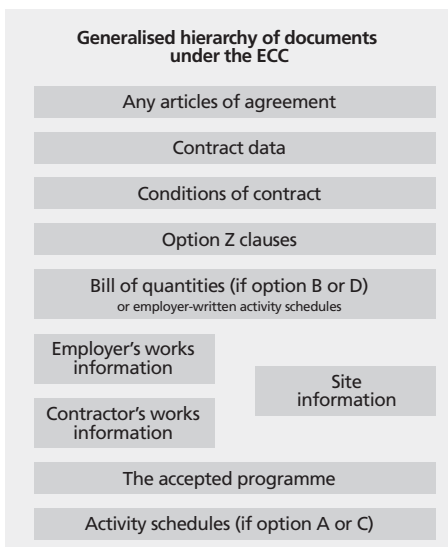 Generalised hierarchy of documents
under the ECC
Any articles of agreement
Contract data
Conditions of contract
Option Z clauses
Bill of quantities (if option B or D)
or employer-written activity schedules
Employer's works
information
Site
information
Contractor's works
information
The accepted programme
Activity schedules (if option A or C)